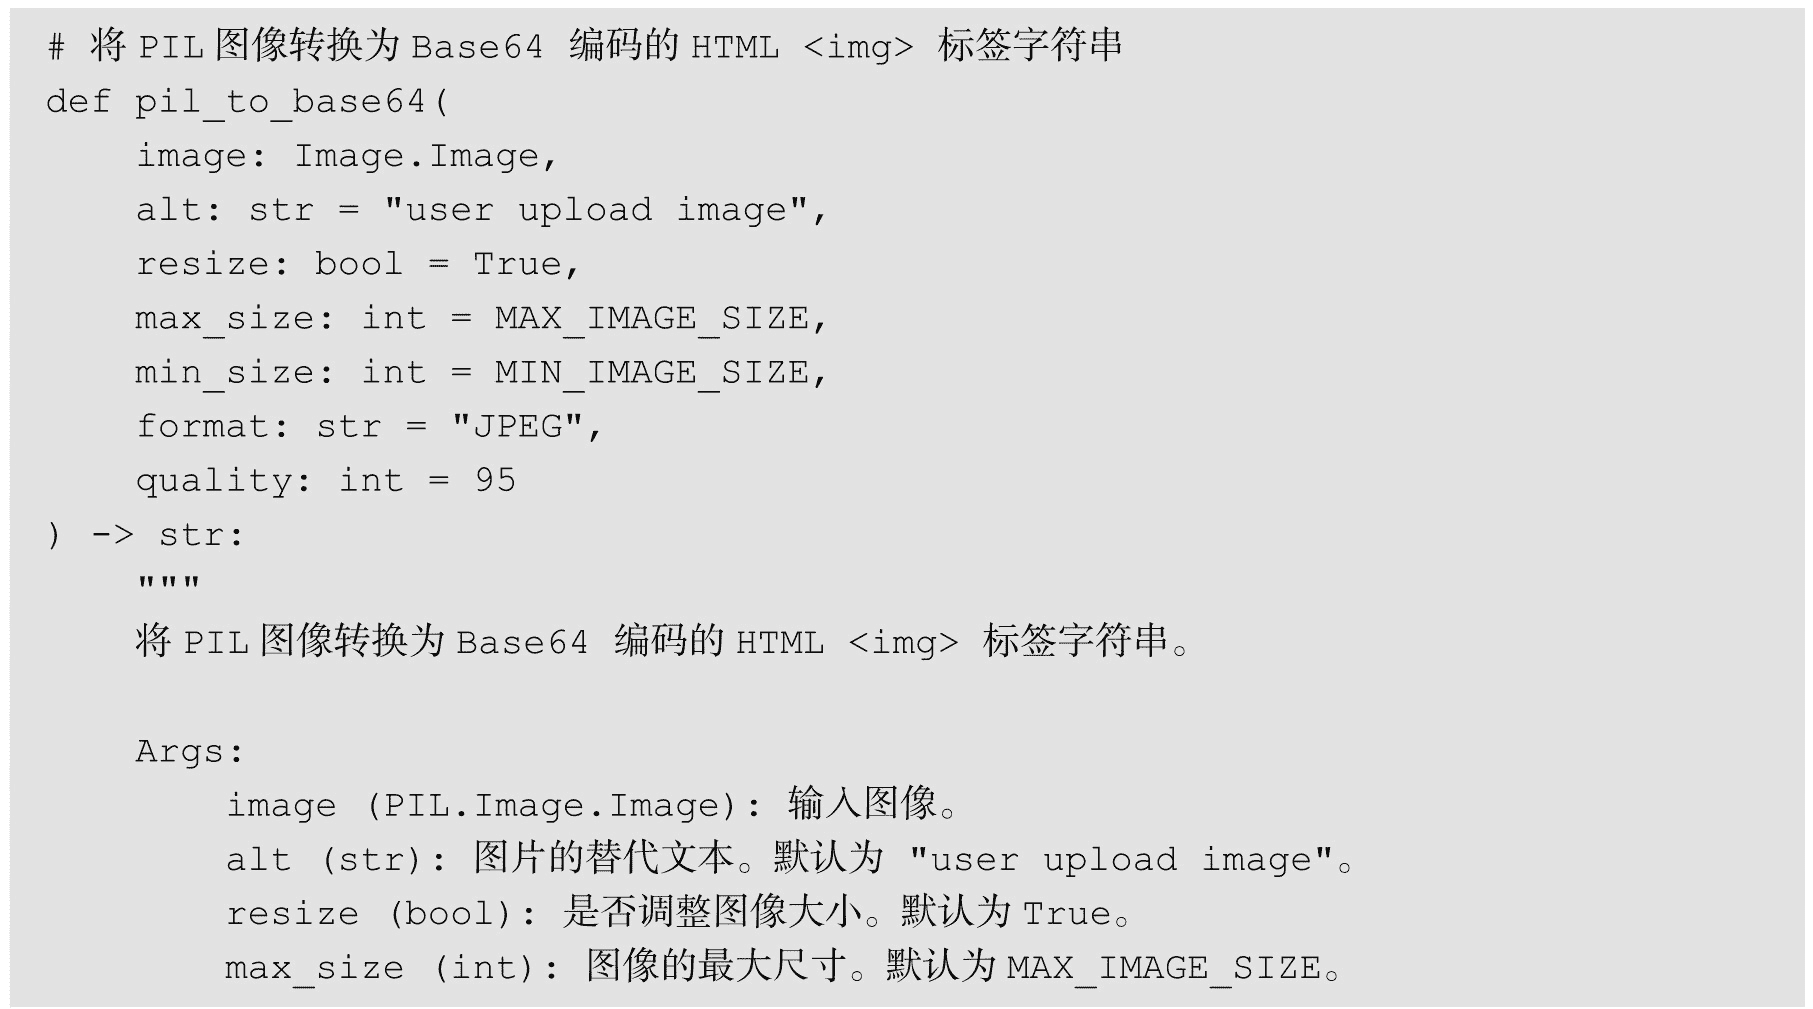 # 将 PIL 图像转换为 Base64 编码的 HTML <img> 标签字符串
def pil_to_base64(
    image: Image.Image,
    alt: str = "user upload image",
    resize: bool = True,
    max_size: int = MAX_IMAGE_SIZE,
    min_size: int = MIN_IMAGE_SIZE,
    format: str = "JPEG",
    quality: int = 95
) -> str:
    """
    将 PIL 图像转换为 Base64 编码的 HTML <img> 标签字符串。

    Args:
        image (PIL.Image.Image): 输入图像。
        alt (str): 图片的替代文本。默认为 "user upload image"。
        resize (bool): 是否调整图像大小。默认为 True。
        max_size (int): 图像的最大尺寸。默认为 MAX_IMAGE_SIZE。